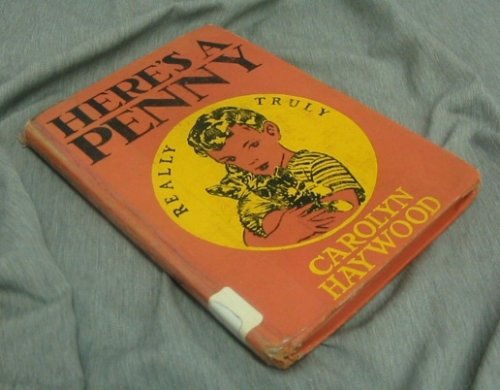 HERE'S A
PENNY
REALLY TRULY
CAROLYN
HAYWOOD